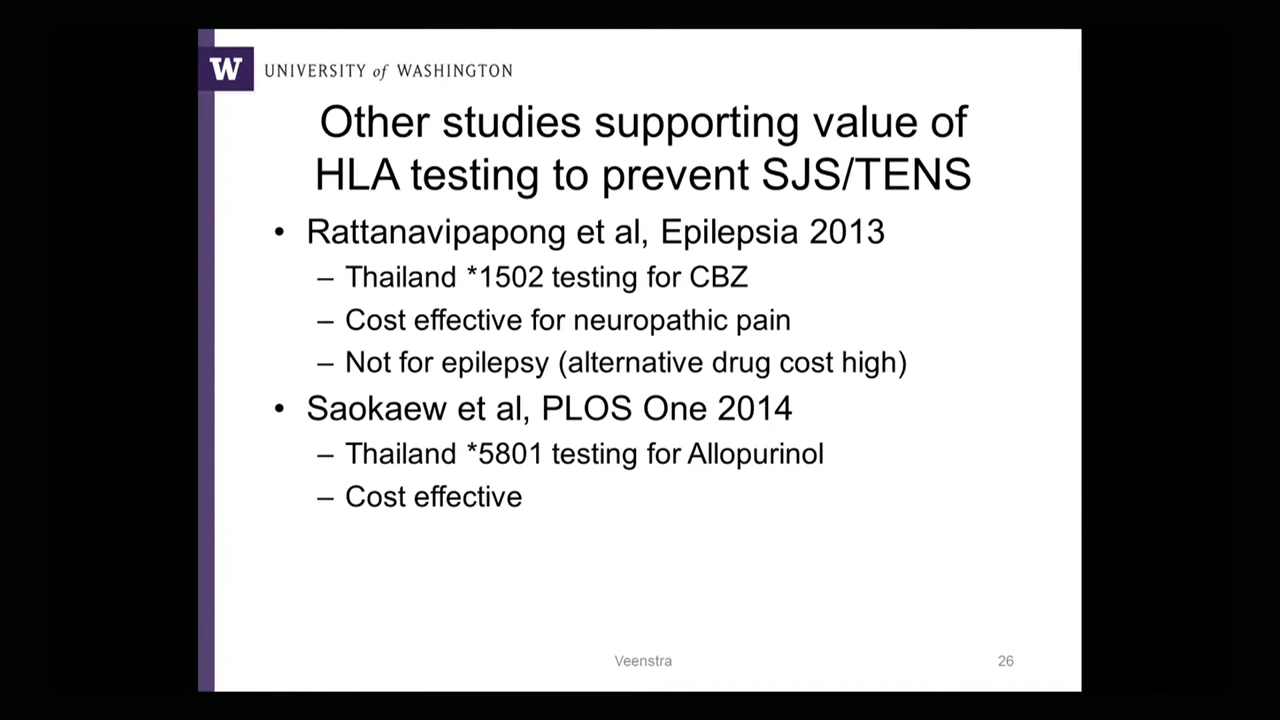 W UNIVERSITY of WASHINGTON
Other studies supporting value of
HLA testing to prevent SJS/TENS
• Rattanavipapong et al, Epilepsia 2013
– Thailand *1502 testing for CBZ
– Cost effective for neuropathic pain
– Not for epilepsy (alternative drug cost high)
• Saokaew et al, PLOS One 2014
– Thailand *5801 testing for Allopurinol
– Cost effective
Veenstra 26